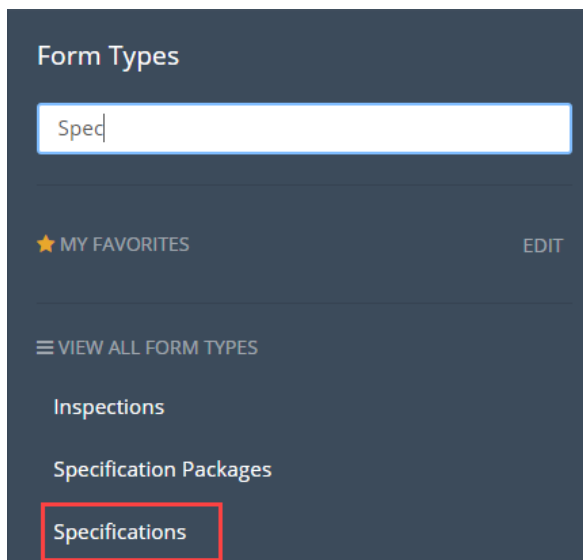 Form Types
Spec
MY FAVORITES EDIT
VIEW ALL FORM TYPES
Inspections
Specification Packages
Specifications